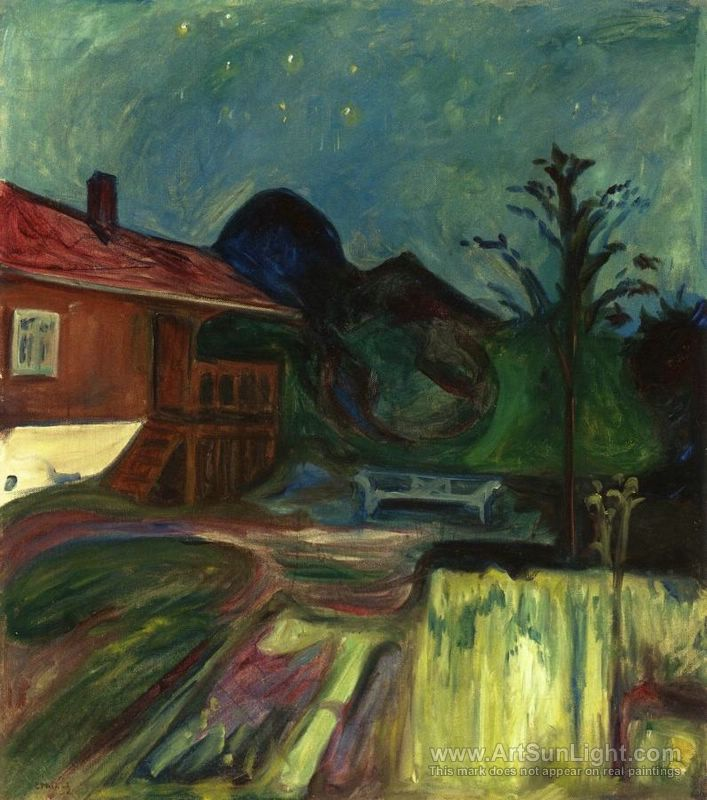 www.ArtSunLight.com
This mark does not appear on real paintings.